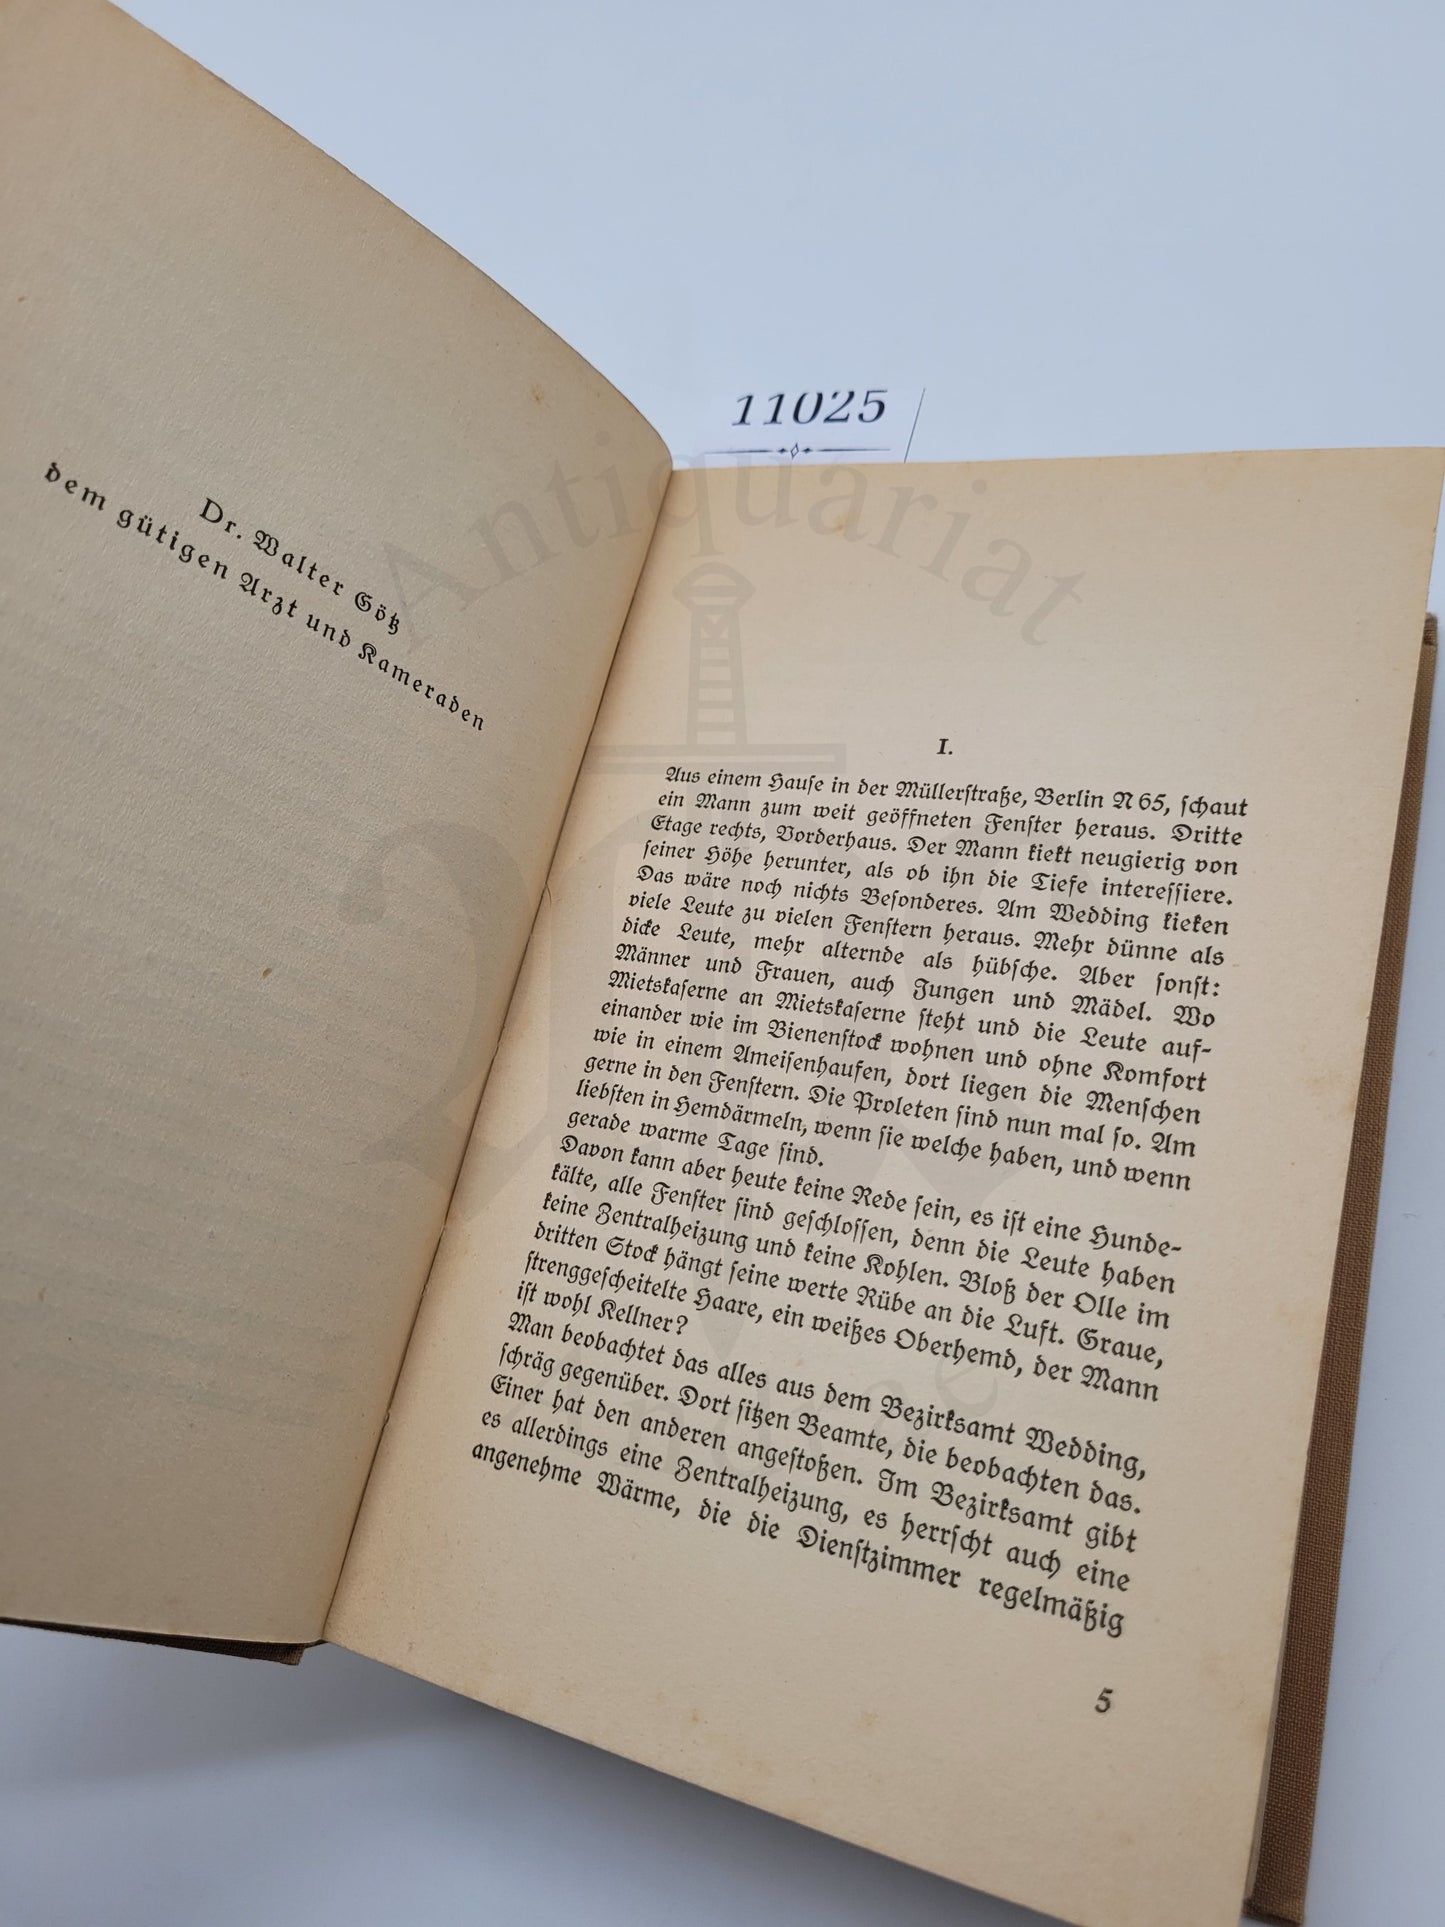 11025
Antiquariat
Dr. Walter Götz
dem gütigen Arzt und Kameraden
I.
Aus einem Hauſe in der Müllerſtraße, Berlin N 65, ſchaut
ein Mann zum weit geöffneten Fenſter heraus. Dritte
Etage rechts, Vorderhaus. Der Mann kiekt neugierig von
ſeiner Höhe herunter, als ob ihn die Tiefe intereſſiere.
Das wäre noch nichts Beſonderes. Am Wedding kieken
viele Leute zu vielen Fenſtern heraus. Mehr dünne als
dicke Leute, mehr alternde als hübſche. Aber ſonſt:
Männer und Frauen, auch Jungen und Mädel. Wo
Mietskaſerne an Mietskaſerne ſteht und die Leute auf-
einander wie im Bienenſtock wohnen und ohne Komfort
wie in einem Ameiſenhaufen, dort liegen die Menſchen
gerne in den Fenſtern. Die Proleten ſind nun mal ſo. Am
liebſten in Hemdärmeln, wenn ſie welche haben, und wenn
gerade warme Tage ſind.
Davon kann aber heute keine Rede ſein, es iſt eine Hunde-
kälte, alle Fenſter ſind geſchloſſen, denn die Leute haben
keine Zentralheizung und keine Kohlen. Bloß der Olle im
dritten Stock hängt ſeine werte Rübe an die Luft. Graue,
ſtrenggeſcheitelte Haare, ein weißes Oberhemd, der Mann
iſt wohl Kellner?
Man beobachtet das alles aus dem Bezirksamt Wedding,
ſchräg gegenüber. Dort ſitzen Beamte, die beobachten das.
Einer hat den anderen angeſtoßen. Im Bezirksamt gibt
es allerdings eine Zentralheizung, es herrſcht auch eine
angenehme Wärme, die die Dienſtzimmer regelmäßig
5